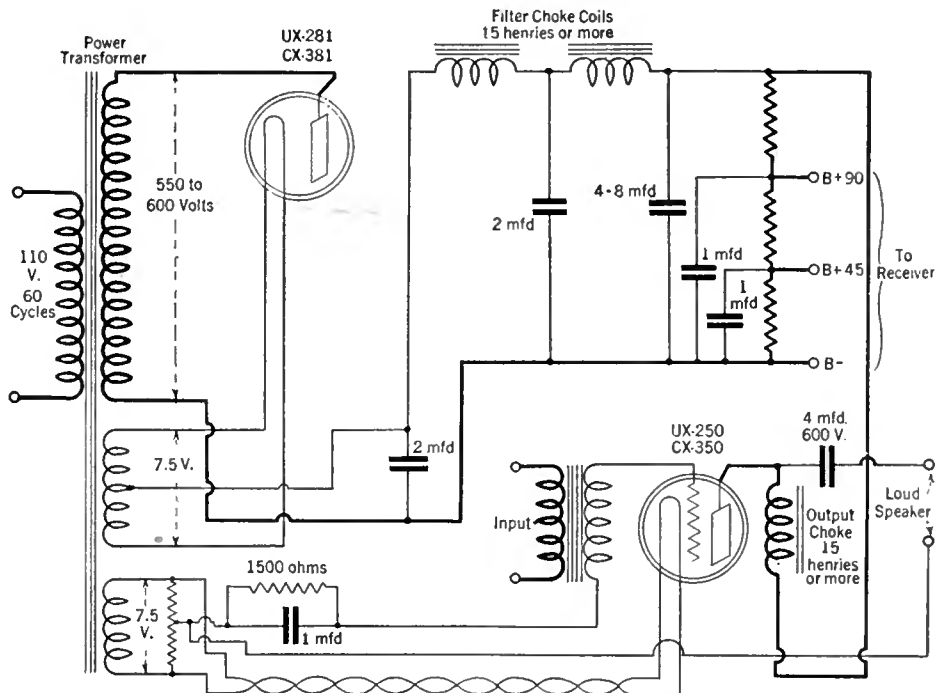 Filter Choke Coils
15 henries or more
UX-281
CX-381
Power
Transformer
550 to
600 Volts
110
V.
60
Cycles
2 mfd
4-8 mfd
1 mfd
1
mfd
B+90
B+45
B-
To
Receiver
7.5 V.
2 mfd
UX-250
CX-350
4 mfd.
600 V.
Input
Loud
Speaker
Output
Choke
15
henries
or more
1500 ohms
7.5
V.
1 mfd